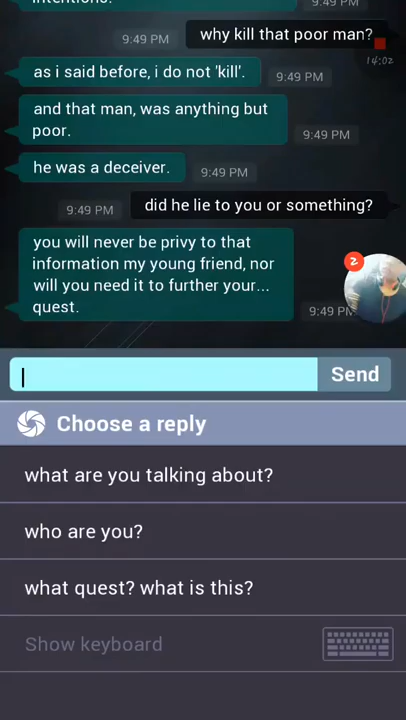 intentions.
9:49 PM
why kill that poor man?
9:49 PM
14:02
as i said before, i do not 'kill'.
9:49 PM
and that man, was anything but
poor.
9:49 PM
he was a deceiver.
9:49 PM
9:49 PM
did he lie to you or something?
you will never be privy to that
information my young friend, nor
will you need it to further your...
quest.
2
9:49 PM
Send
Choose a reply
what are you talking about?
who are you?
what quest? what is this?
Show keyboard